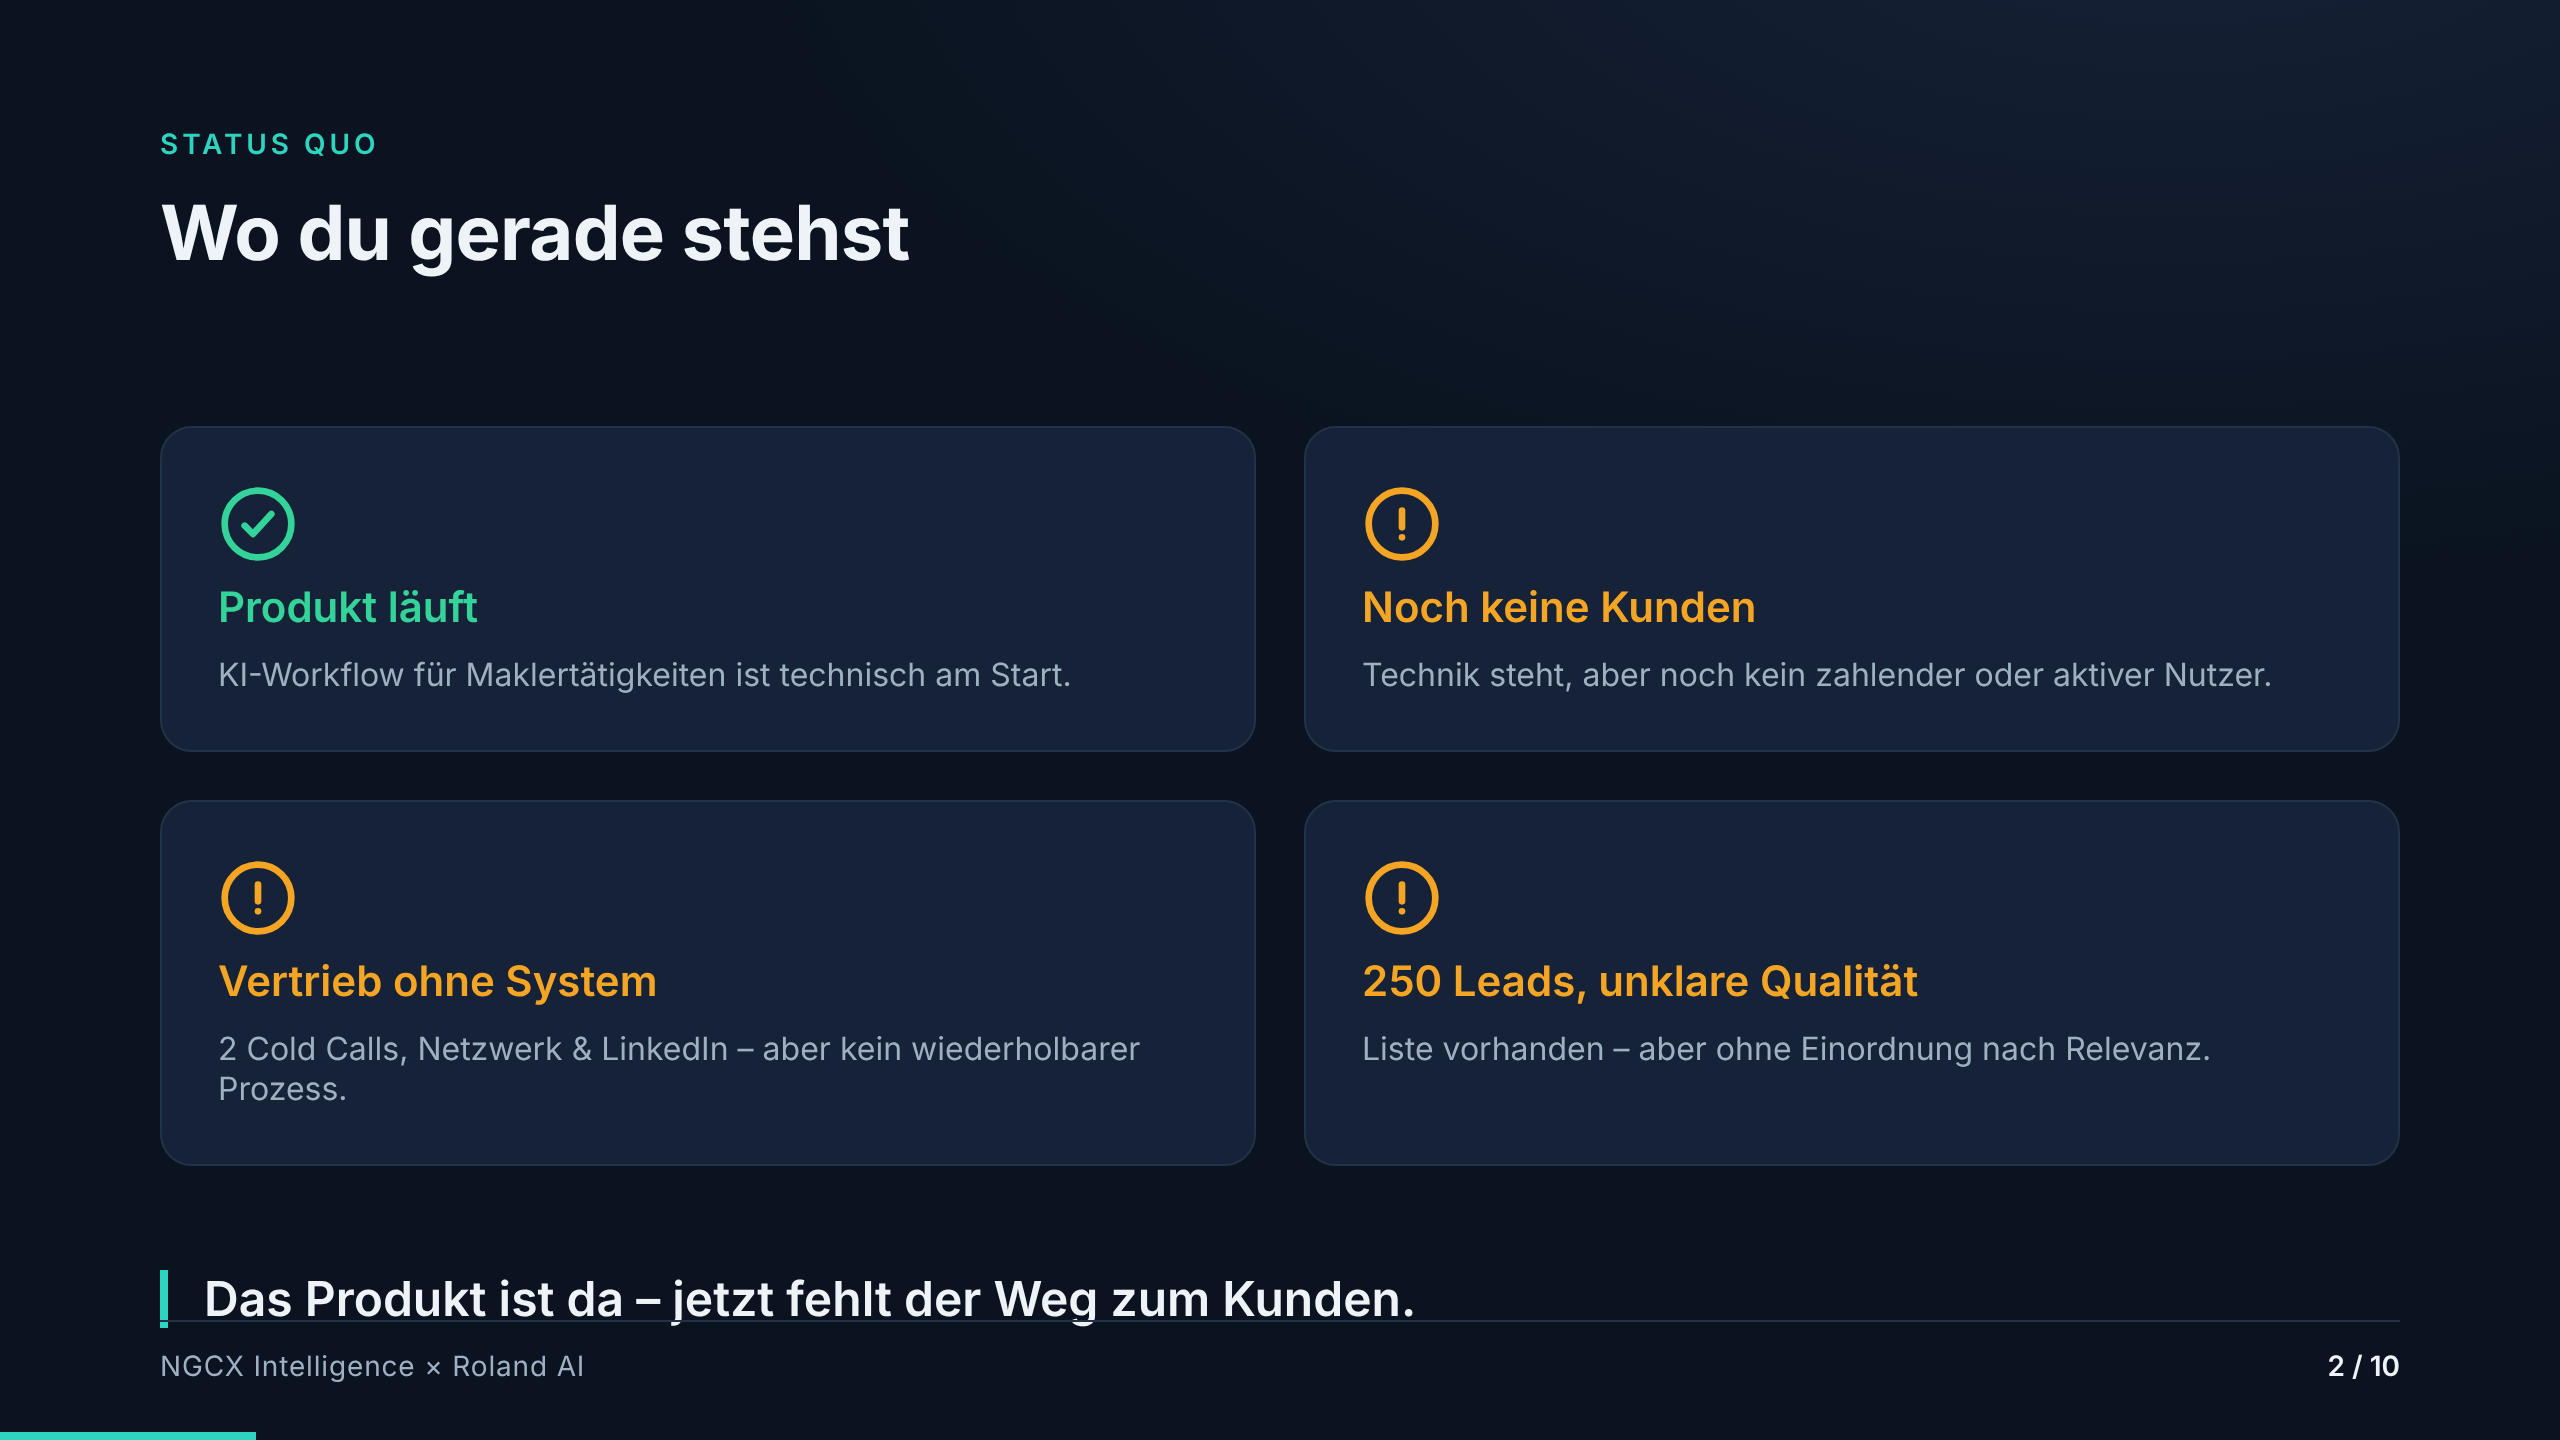 STATUS QUO
Wo du gerade stehst
Produkt läuft
KI-Workflow für Maklertätigkeiten ist technisch am Start.
Noch keine Kunden
Technik steht, aber noch kein zahlender oder aktiver Nutzer.
Vertrieb ohne System
2 Cold Calls, Netzwerk & LinkedIn – aber kein wiederholbarer
Prozess.
250 Leads, unklare Qualität
Liste vorhanden – aber ohne Einordnung nach Relevanz.
Das Produkt ist da – jetzt fehlt der Weg zum Kunden.
NGCX Intelligence × Roland AI
2 / 10